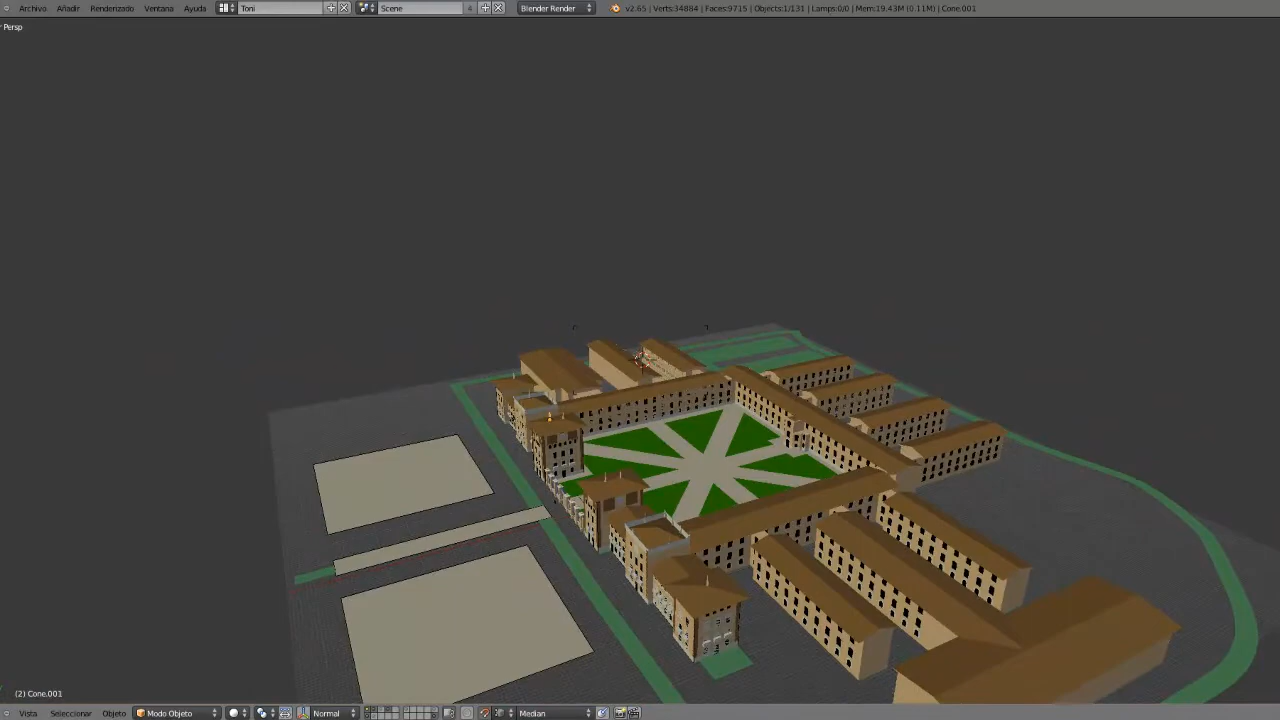 Archivo Añadir Renderizado Ventana Ayuda Toni Scene 4 Blender Render v2.65 | Verts:34884 | Faces:9715 | Objects:1/131 | Lamps:0/0 | Mem:19.43M (0.11M) | Cone.001
Persp
(2) Cone.001
Vista Seleccionar Objeto Modo Objeto Normal Median